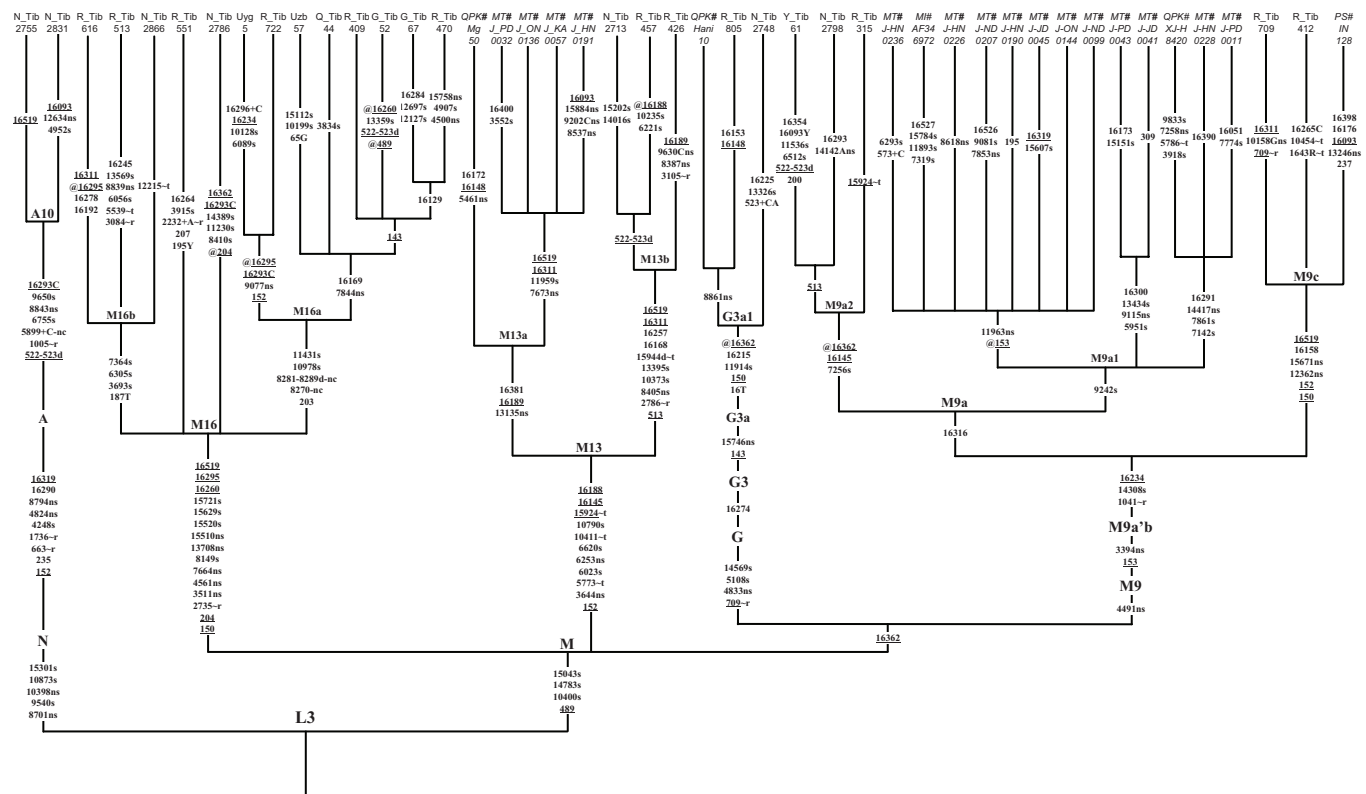 N_Tib N_Tib R_Tib R_Tib N_Tib R_Tib N_Tib Uyg R_Tib Uzb Q_Tib R_Tib G_Tib G_Tib R_Tib QPK# MT# MT# MT# MT# N_Tib R_Tib R_Tib QPK# R_Tib N_Tib Y_Tib N_Tib R_Tib MT# MI# MT# MT# MT# MT# MT# MT# MT# MT# QPK# MT# MT# R_Tib R_Tib PS#
2755 2831 616 513 2866 551 2786 5 722 57 44 409 52 67 470 Mg J_PD J_ON J_KA J_HN 2713 457 426 Hani 805 2748 61 2798 315 J-HN AF34 J-HN J-ND J-HN J-JD J-ON J-ND J-PD J-JD XJ-H J-HN J-PD 709 412 IN
50 0032 0136 0057 0191 10 0236 6972 0226 0207 0190 0045 0144 0099 0043 0041 8420 0228 0011 128
16519
16093
12634ns
4952s
A10
16293C
9650s
8843ns
6755s
5899+C-nc
1005~r
522-523d
A
16319
16290
8794ns
4824ns
4248s
1736~r
663~r
235
152
N
15301s
10873s
10398ns
9540s
8701ns
16311
@16295
16278
16192
16245
13569s
8839ns
6056s
5539~t
3084~r
12215~t
M16b
7364s
6305s
3693s
187T
16264
3915s
2232+A~r
207
195Y
16362
16293C
14389s
11230s
8410s
@204
16296+C
16234
10128s
6089s
@16295
16293C
9077ns
152
15112s
10199s
65G
3834s
@16260
13359s
522-523d
@489
16284
12697s
12127s
15758ns
4907s
4500ns
16129
143
16169
7844ns
M16a
11431s
10978s
8281-8289d-nc
8270-nc
203
M16
16519
16295
16260
15721s
15629s
15520s
15510ns
13708ns
8149s
7664ns
4561ns
3511ns
2735~r
204
150
16172
16148
5461ns
16400
3552s
16093
15884ns
9202Cns
8537ns
16519
16311
11959s
7673ns
M13a
16381
16189
13135ns
15202s
14016s
@16188
10235s
6221s
522-523d
16189
9630Cns
8387ns
3105~r
M13b
16519
16311
16257
16168
15944d~t
13395s
10373s
8405ns
2786~r
513
M13
16188
16145
15924~t
10790s
10411~t
6620s
6253ns
6023s
5773~t
3644ns
152
M
15043s
14783s
10400s
489
L3
16153
16148
8861ns
16225
13326s
523+CA
G3a1
@16362
16215
11914s
150
16T
G3a
15746ns
143
G3
16274
G
14569s
5108s
4833ns
709~r
16362
16354
16093Y
11536s
6512s
522-523d
200
16293
14142Ans
513
15924~t
M9a2
@16362
16145
7256s
6293s
573+C
16527
15784s
11893s
7319s
8618ns
16526
9081s
7853ns
195
16319
15607s
11963ns
@153
16173
15151s
309
16300
13434s
9115ns
5951s
9833s
7258ns
5786~t
3918s
16390
16051
7774s
16291
14417ns
7861s
7142s
M9a1
9242s
M9a
16316
16311
10158Gns
709~r
16265C
10454~t
1643R~t
16398
16176
16093
13246ns
237
M9c
16519
16158
15671ns
12362ns
152
150
16234
14308s
1041~r
M9a'b
3394ns
153
M9
4491ns